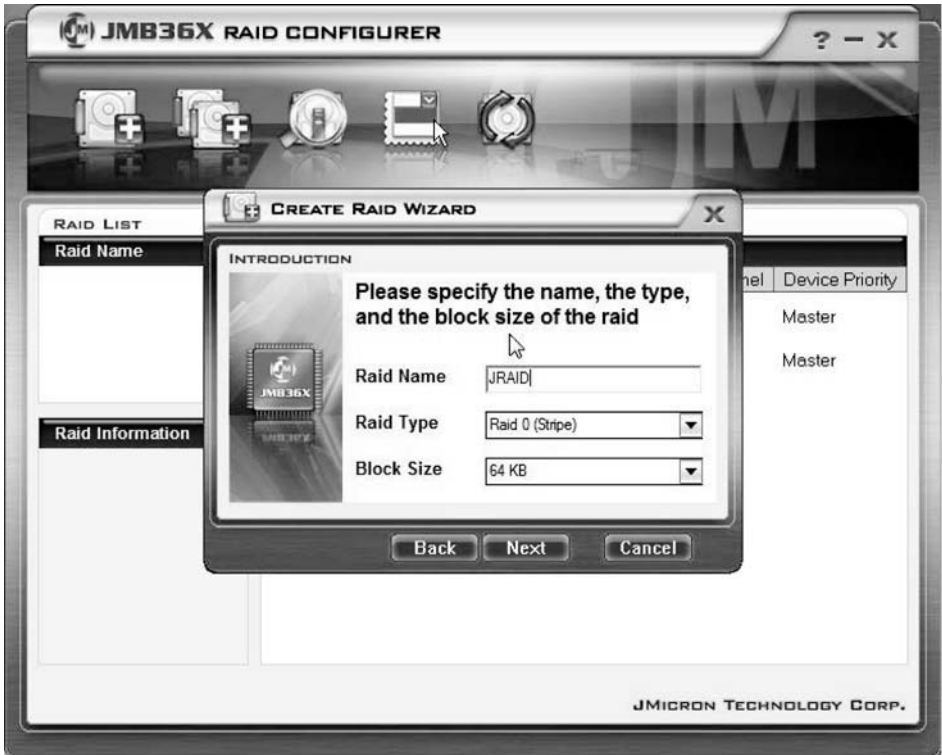 JMB36X RAID CONFIGURER
? – X
JM
RAID LIST
Raid Name
Raid Information
Device Priority
Master
Master
CREATE RAID WIZARD
X
INTRODUCTION
Please specify the name, the type,
and the block size of the raid
JMB36X
Raid Name
JRAID
Raid Type
Raid 0 (Stripe)
Block Size
64 KB
Back
Next
Cancel
JMICRON TECHNOLOGY CORP.